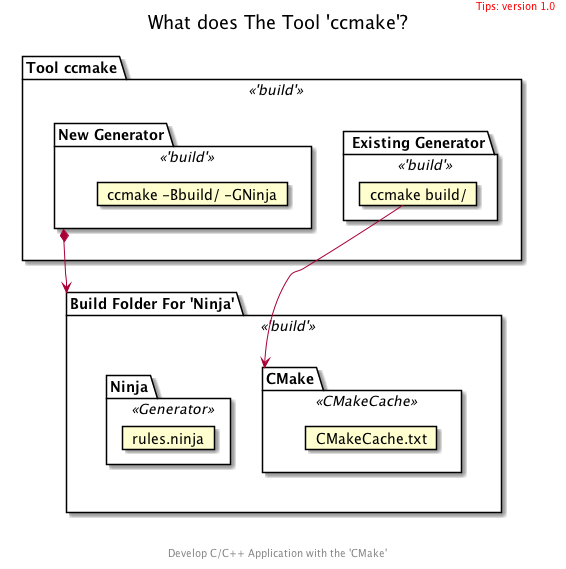 Tips: version 1.0
What does The Tool 'ccmake'?
Tool ccmake
«'build'»
New Generator
«'build'»
ccmake -Bbuild/ -GNinja
Existing Generator
«'build'»
ccmake build/
Build Folder For 'Ninja'
«'build'»
Ninja
«Generator»
rules.ninja
CMake
«CMakeCache»
CMakeCache.txt
Develop C/C++ Application with the 'CMake'